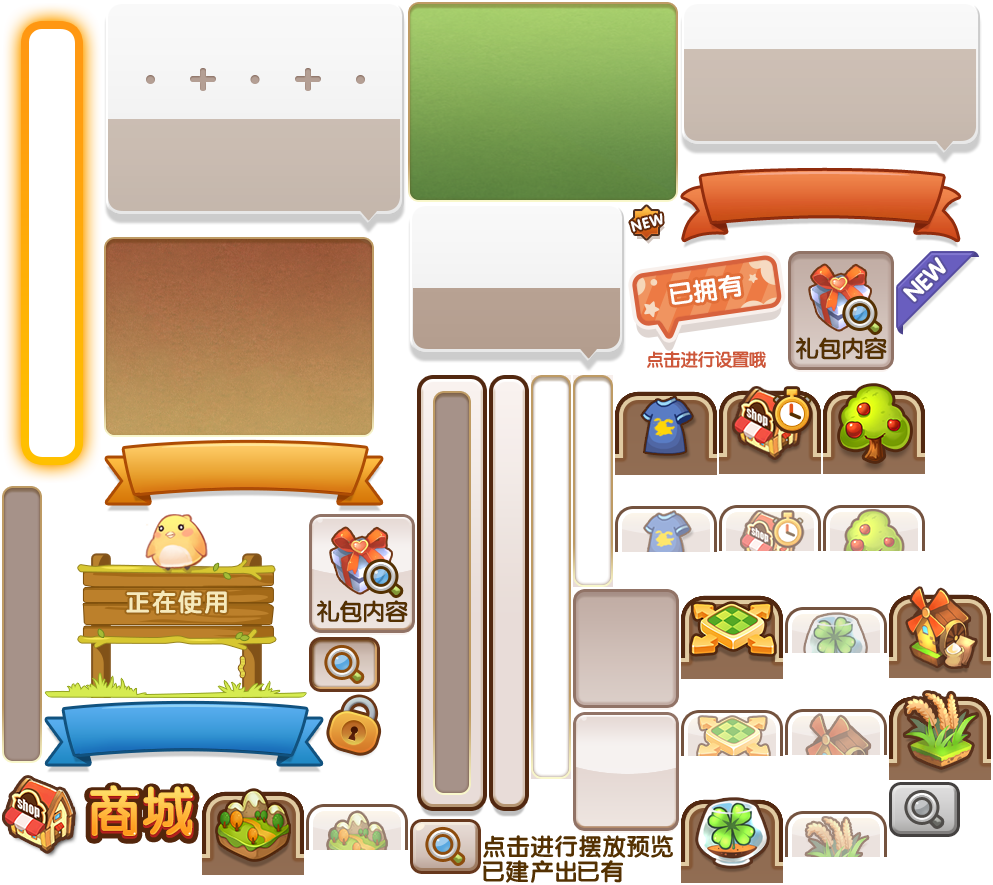 NEW
已拥有
NEW
礼包内容
点击进行设置哦
shop
shop
正在使用
礼包内容
shop
商城
点击进行摆放预览
已建产出已有